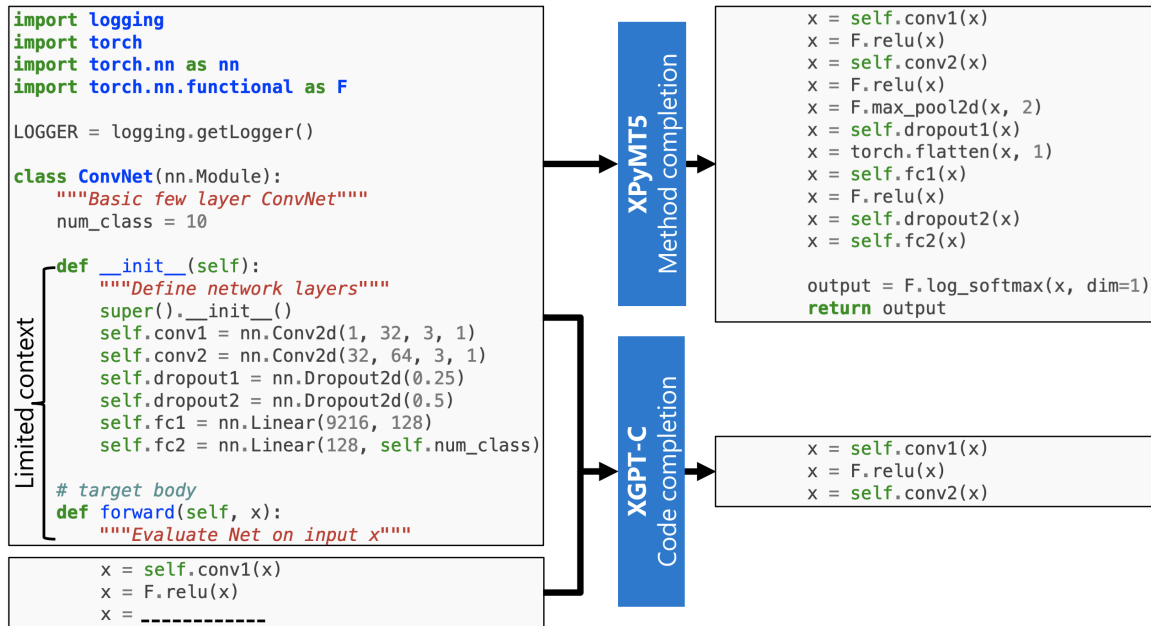 import logging
import torch
import torch.nn as nn
import torch.nn.functional as F

LOGGER = logging.getLogger()

class ConvNet(nn.Module):
    """Basic few layer ConvNet"""
    num_class = 10

    def __init__(self):
        """Define network layers"""
        super().__init__()
        self.conv1 = nn.Conv2d(1, 32, 3, 1)
        self.conv2 = nn.Conv2d(32, 64, 3, 1)
        self.dropout1 = nn.Dropout2d(0.25)
        self.dropout2 = nn.Dropout2d(0.5)
        self.fc1 = nn.Linear(9216, 128)
        self.fc2 = nn.Linear(128, self.num_class)

    # target body
    def forward(self, x):
        """Evaluate Net on input x"""
Limited context
        x = self.conv1(x)
        x = F.relu(x)
        x = ____________
XPyMT5
Method completion
        x = self.conv1(x)
        x = F.relu(x)
        x = self.conv2(x)
        x = F.relu(x)
        x = F.max_pool2d(x, 2)
        x = self.dropout1(x)
        x = torch.flatten(x, 1)
        x = self.fc1(x)
        x = F.relu(x)
        x = self.dropout2(x)
        x = self.fc2(x)

        output = F.log_softmax(x, dim=1)
        return output
XGPT-C
Code completion
        x = self.conv1(x)
        x = F.relu(x)
        x = self.conv2(x)